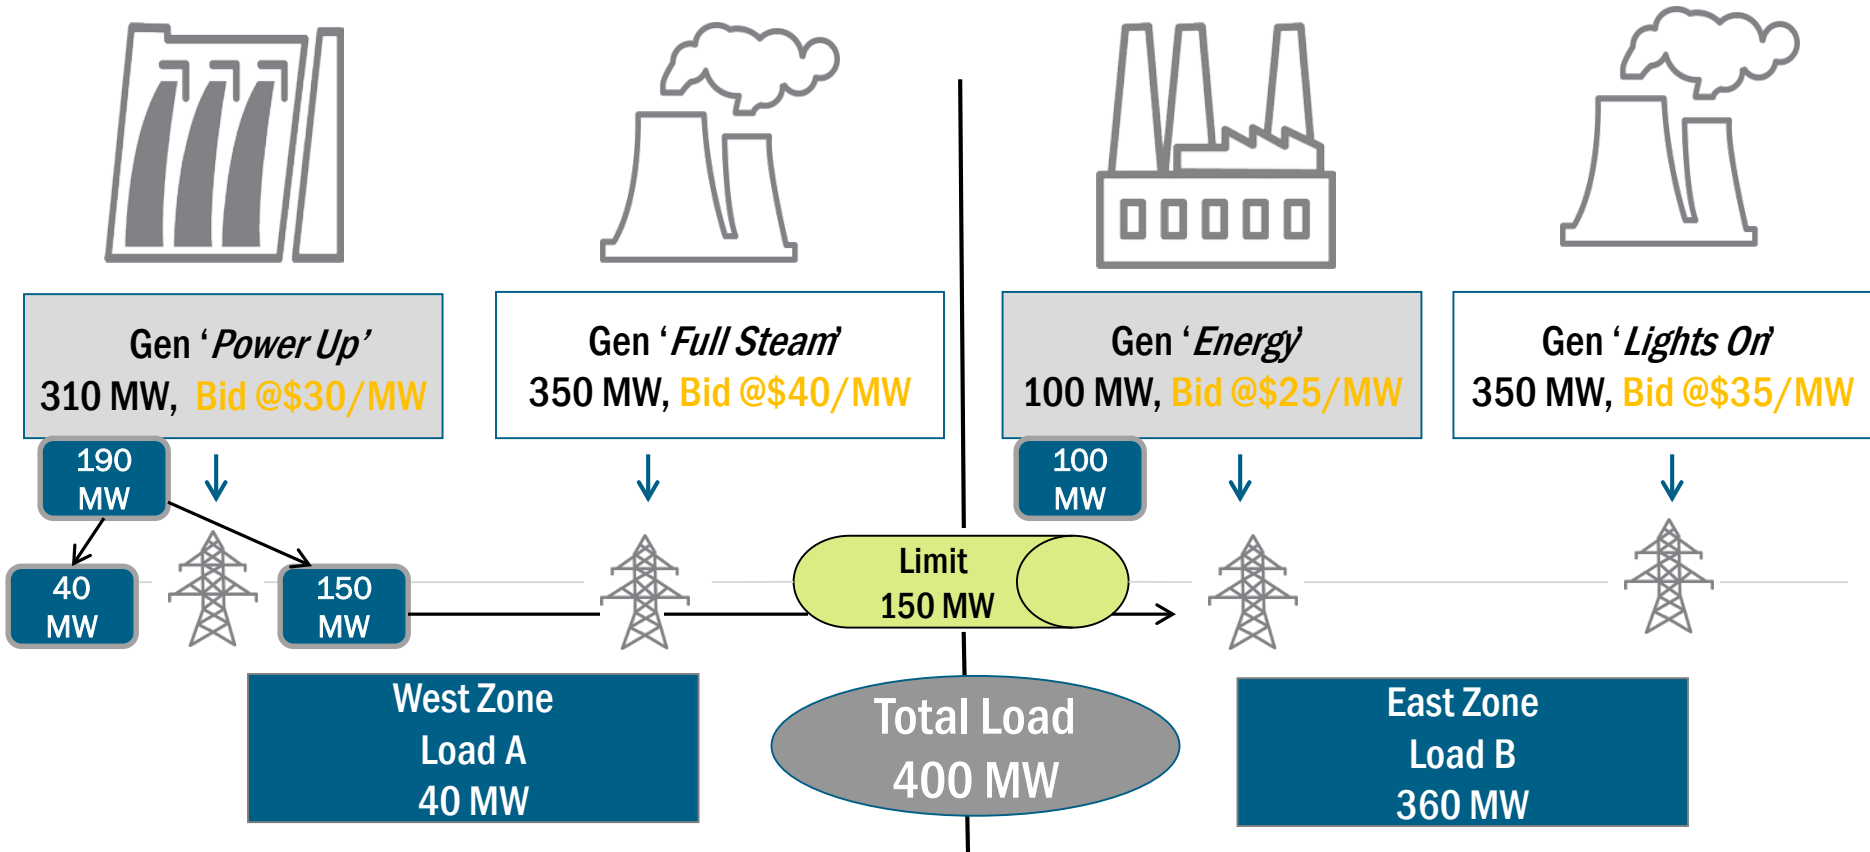 Gen ‘Power Up’
310 MW, Bid @$30/MW
Gen ‘Full Steam’
350 MW, Bid @$40/MW
Gen ‘Energy’
100 MW, Bid @$25/MW
Gen ‘Lights On’
350 MW, Bid @$35/MW
190
MW
100
MW
40
MW
150
MW
Limit
150 MW
West Zone
Load A
40 MW
Total Load
400 MW
East Zone
Load B
360 MW